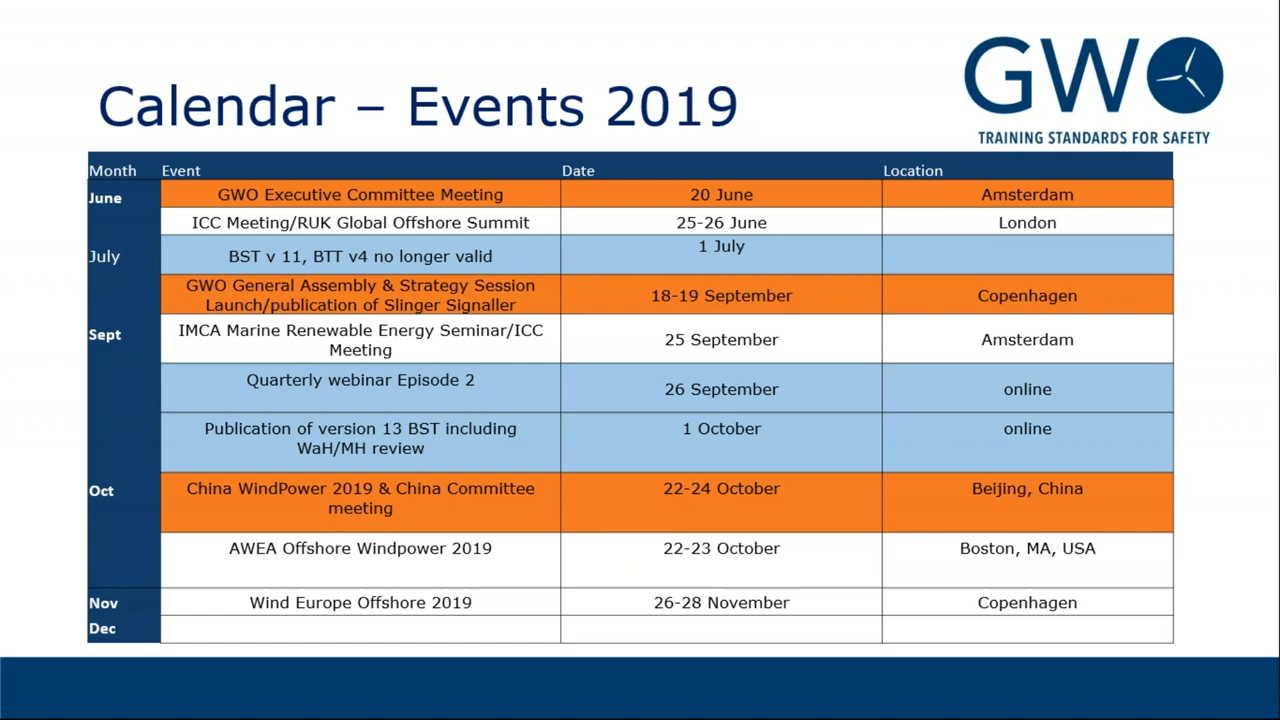 GWO
TRAINING STANDARDS FOR SAFETY
Calendar – Events 2019
Month Event Date Location
June GWO Executive Committee Meeting 20 June Amsterdam
ICC Meeting/RUK Global Offshore Summit 25-26 June London
July BST v 11, BTT v4 no longer valid 1 July
GWO General Assembly & Strategy Session
Launch/publication of Slinger Signaller 18-19 September Copenhagen
Sept IMCA Marine Renewable Energy Seminar/ICC
Meeting 25 September Amsterdam
Quarterly webinar Episode 2 26 September online
Publication of version 13 BST including 1 October online
WaH/MH review
Oct China WindPower 2019 & China Committee 22-24 October Beijing, China
meeting
AWEA Offshore Windpower 2019 22-23 October Boston, MA, USA
Nov Wind Europe Offshore 2019 26-28 November Copenhagen
Dec